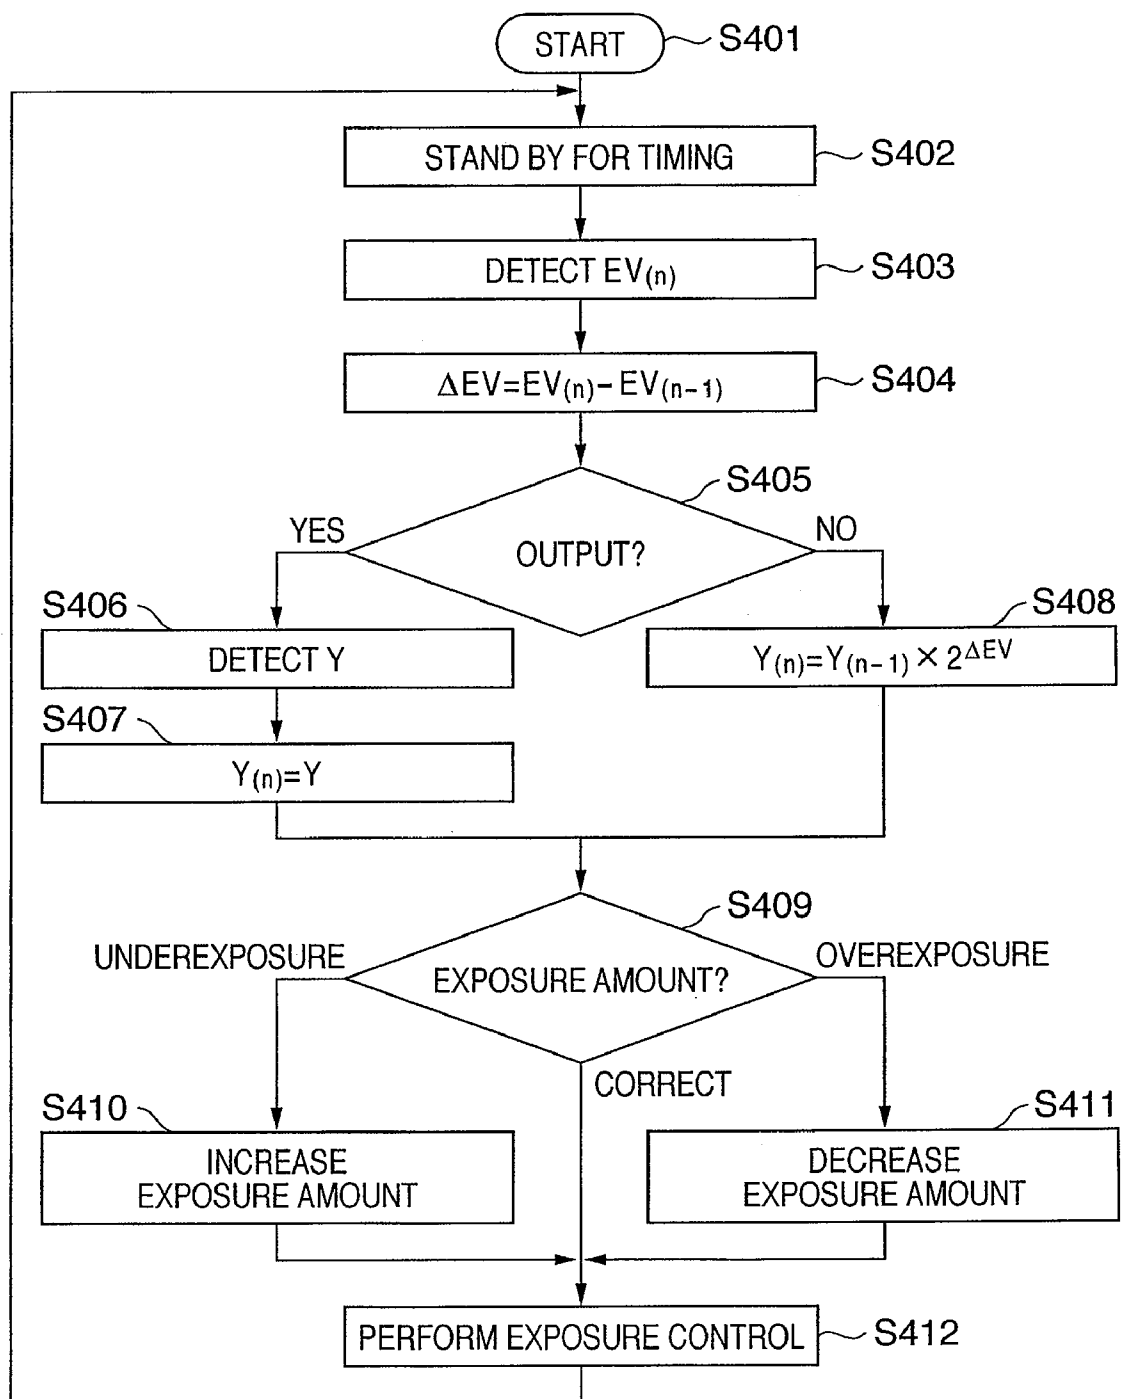 START
S401
STAND BY FOR TIMING
S402
DETECT EV(n)
S403
ΔEV=EV(n)-EV(n-1)
S404
S405
YES
OUTPUT?
NO
S406
DETECT Y
S408
Y(n)=Y(n-1)×2^ΔEV
S407
Y(n)=Y
S409
UNDEREXPOSURE
EXPOSURE AMOUNT?
OVEREXPOSURE
CORRECT
S410
INCREASE
EXPOSURE AMOUNT
S411
DECREASE
EXPOSURE AMOUNT
PERFORM EXPOSURE CONTROL
S412